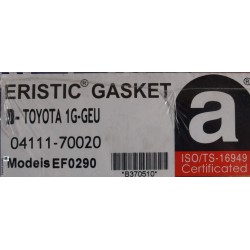 ERISTIC® GASKET
- TOYOTA 1G-GEU
04111-70020
Models EF0290
*B370510*
a
ISO/TS-16949
Certificated